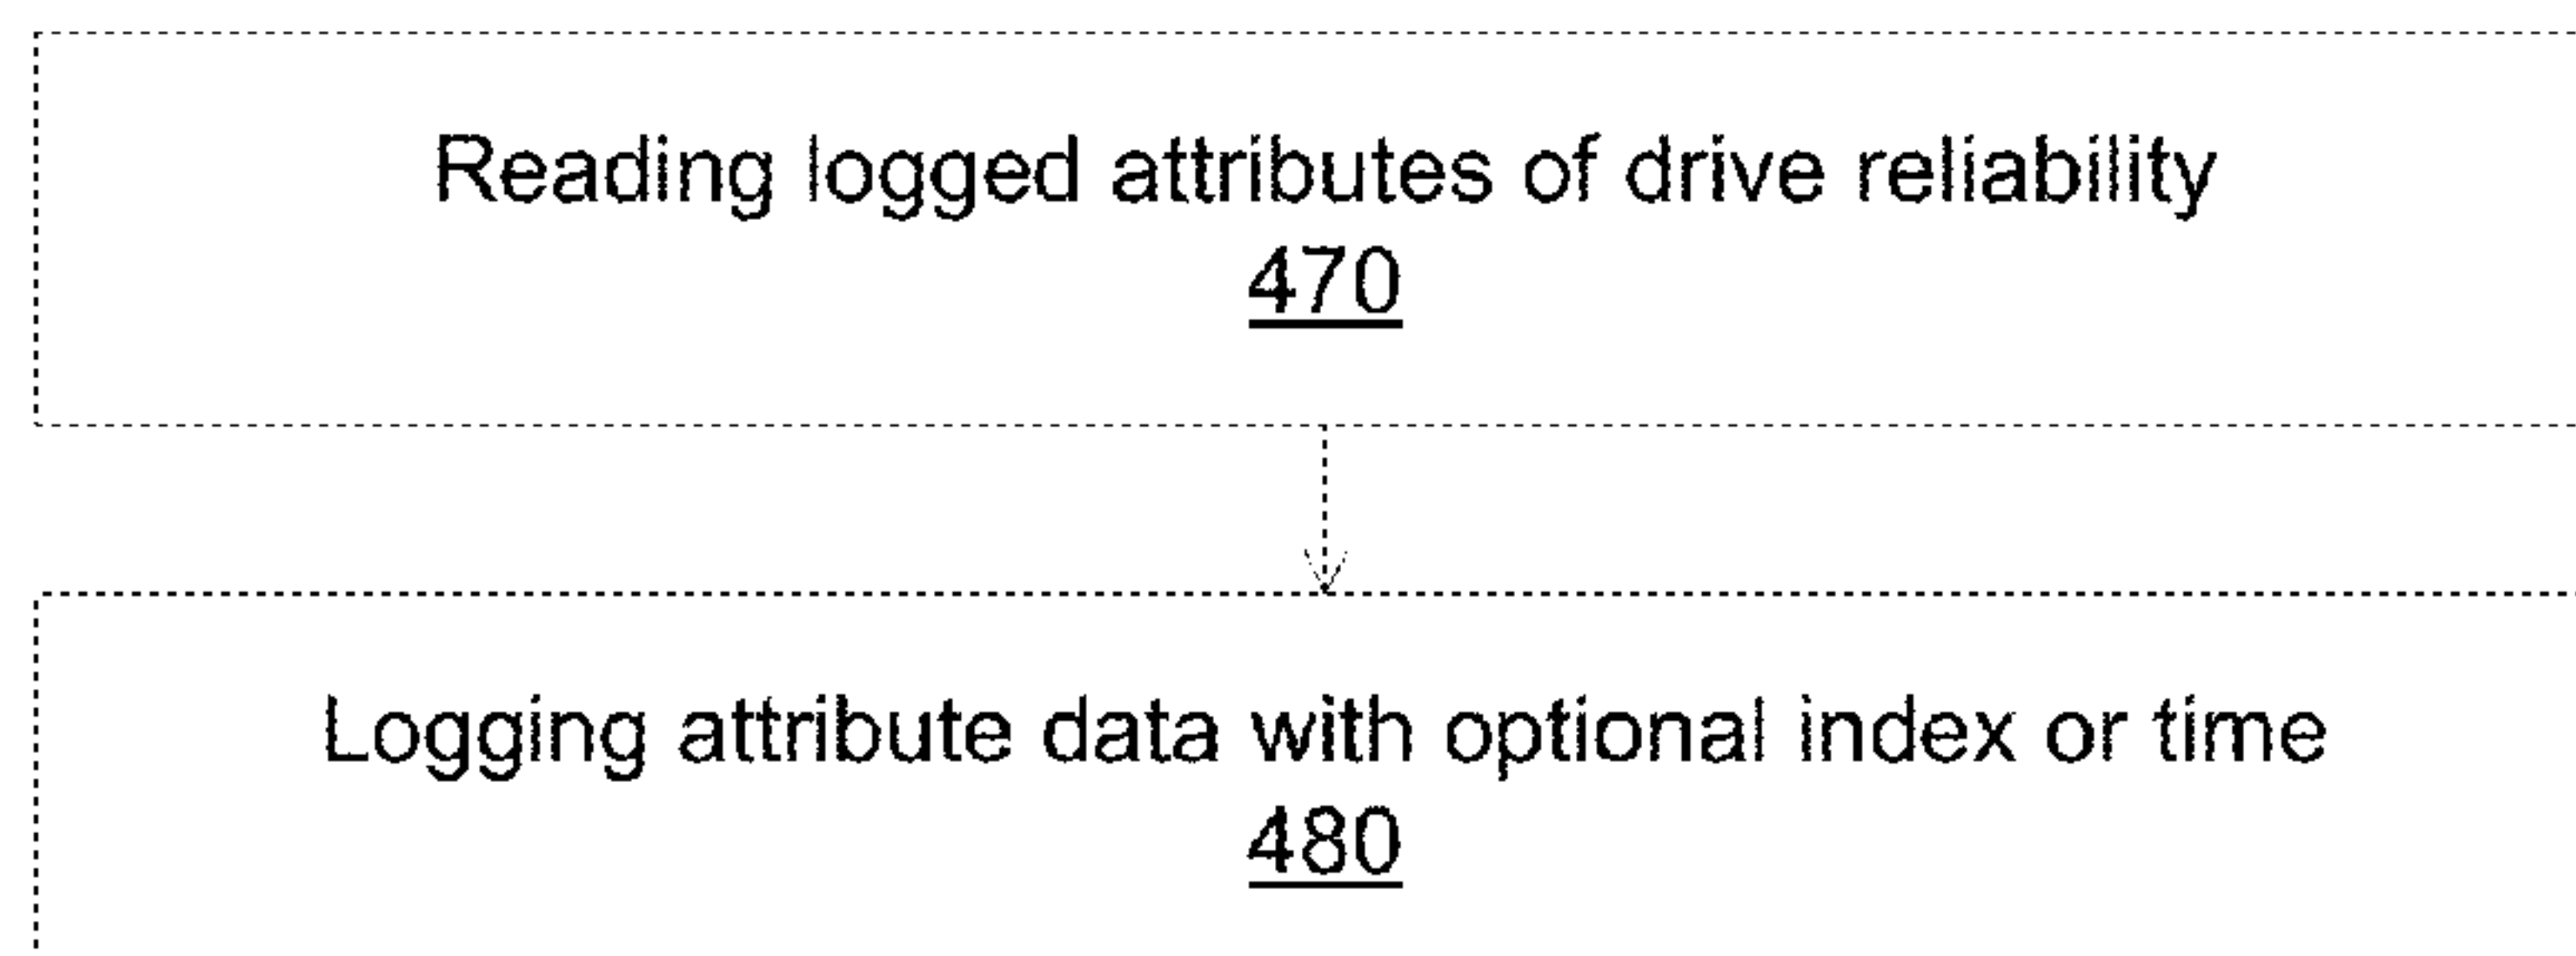 Reading logged attributes of drive reliability
470
Logging attribute data with optional index or time
480